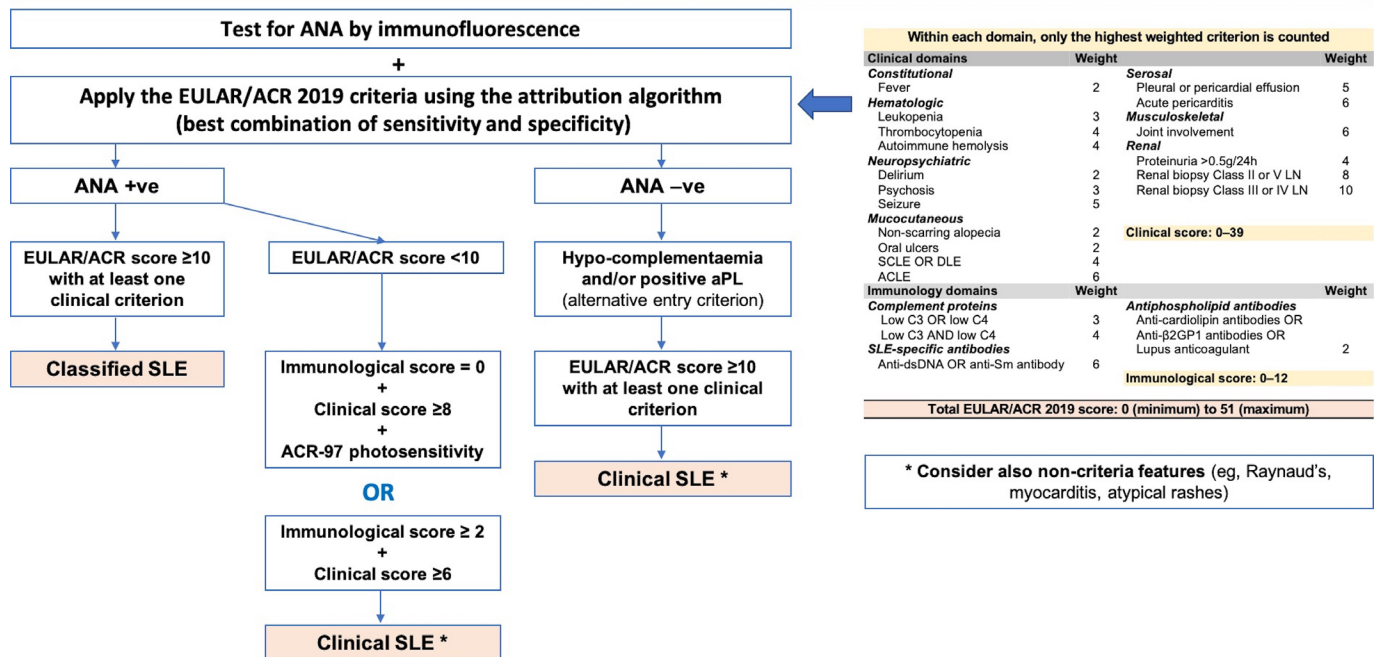 Test for ANA by immunofluorescence
+
Apply the EULAR/ACR 2019 criteria using the attribution algorithm
(best combination of sensitivity and specificity)
ANA +ve
ANA –ve
EULAR/ACR score ≥10
with at least one
clinical criterion
EULAR/ACR score <10
Hypo-complementaemia
and/or positive aPL
(alternative entry criterion)
Classified SLE
Immunological score = 0
+
Clinical score ≥8
+
ACR-97 photosensitivity
EULAR/ACR score ≥10
with at least one clinical
criterion
OR
Clinical SLE *
Immunological score ≥ 2
+
Clinical score ≥6
Clinical SLE *
Within each domain, only the highest weighted criterion is counted
Clinical domains Weight Weight
Constitutional Serosal
Fever 2 Pleural or pericardial effusion 5
Hematologic Acute pericarditis 6
Leukopenia 3 Musculoskeletal
Thrombocytopenia 4 Joint involvement 6
Autoimmune hemolysis 4 Renal
Neuropsychiatric Proteinuria >0.5g/24h 4
Delirium 2 Renal biopsy Class II or V LN 8
Psychosis 3 Renal biopsy Class III or IV LN 10
Seizure 5
Mucocutaneous
Non-scarring alopecia 2 Clinical score: 0–39
Oral ulcers 2
SCLE OR DLE 4
ACLE 6
Immunology domains Weight Weight
Complement proteins Antiphospholipid antibodies
Low C3 OR low C4 3 Anti-cardiolipin antibodies OR
Low C3 AND low C4 4 Anti-β2GP1 antibodies OR
SLE-specific antibodies Lupus anticoagulant 2
Anti-dsDNA OR anti-Sm antibody 6
Immunological score: 0–12
Total EULAR/ACR 2019 score: 0 (minimum) to 51 (maximum)
* Consider also non-criteria features (eg, Raynaud's,
myocarditis, atypical rashes)